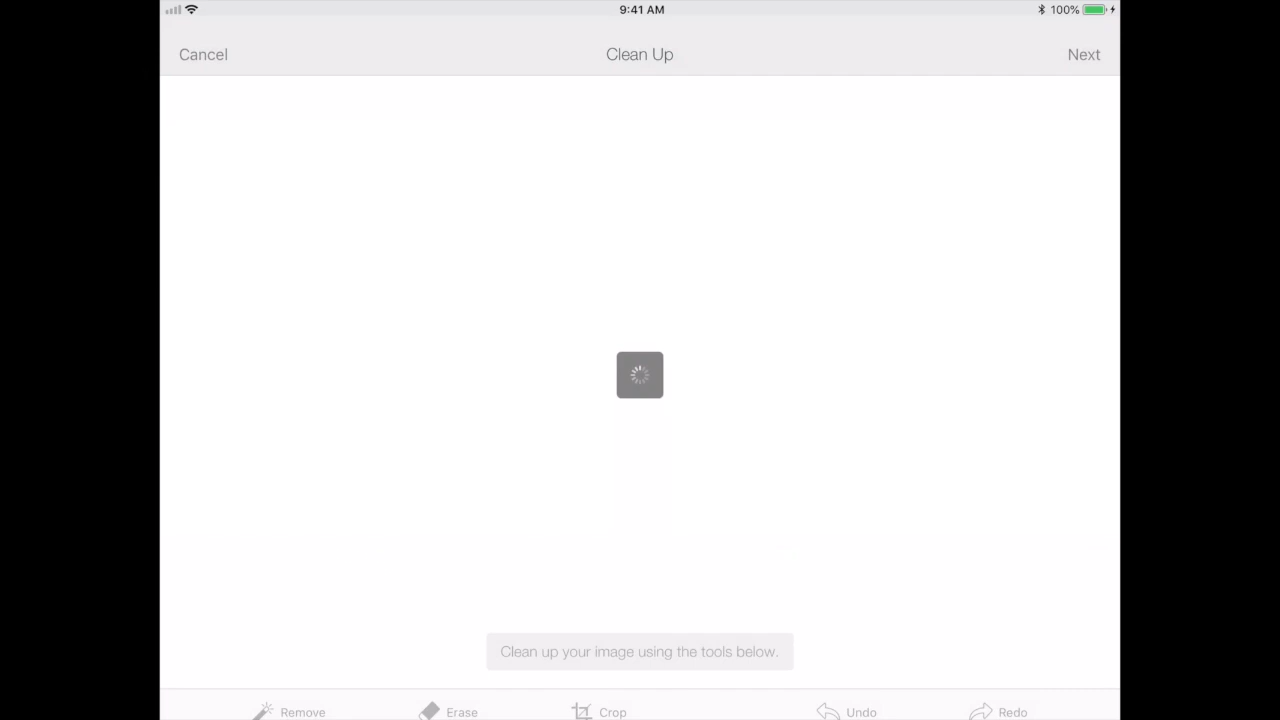 9:41 AM
100%
Cancel
Clean Up
Next
Clean up your image using the tools below.
Remove
Erase
Crop
Undo
Redo